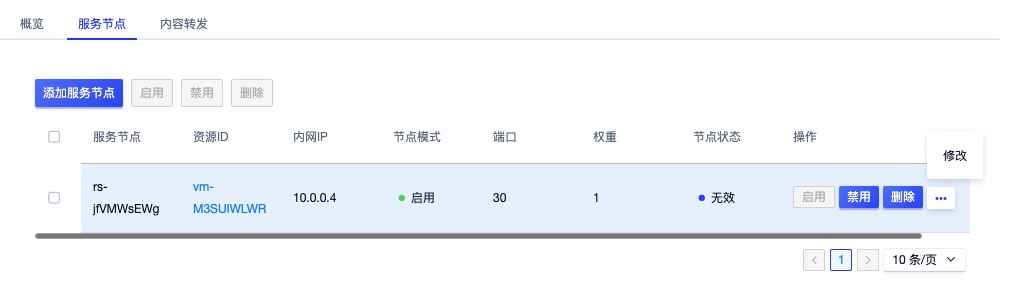 概览 服务节点 内容转发
添加服务节点 启用 禁用 删除
服务节点 资源ID 内网IP 节点模式 端口 权重 节点状态 操作
修改
rs-
jfVMWsEWg
vm-
M3SUIWLWR
10.0.0.4 启用 30 1 无效 启用 禁用 删除 •••
1 10 条/页